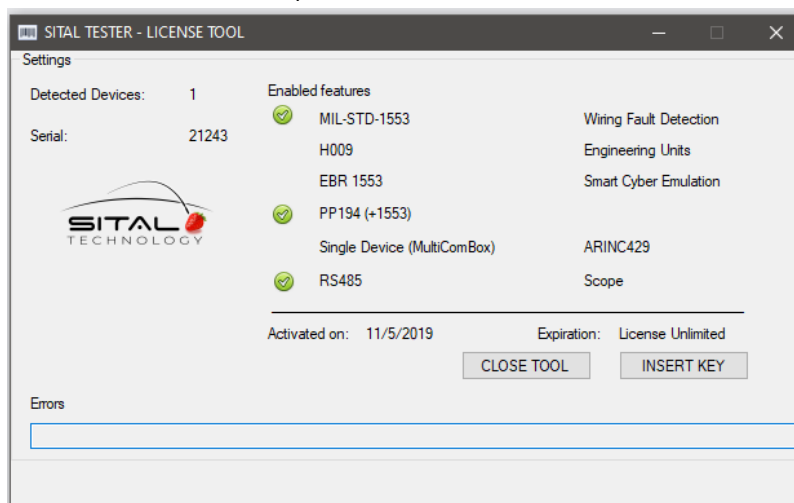 SITAL TESTER - LICENSE TOOL
Settings
Detected Devices: 1
Serial: 21243
SITAL
TECHNOLOGY
Enabled features
MIL-STD-1553 Wiring Fault Detection
H009 Engineering Units
EBR 1553 Smart Cyber Emulation
PP194 (+1553)
Single Device (MultiComBox) ARINC429
RS485 Scope
Activated on: 11/5/2019 Expiration: License Unlimited
CLOSE TOOL INSERT KEY
Errors